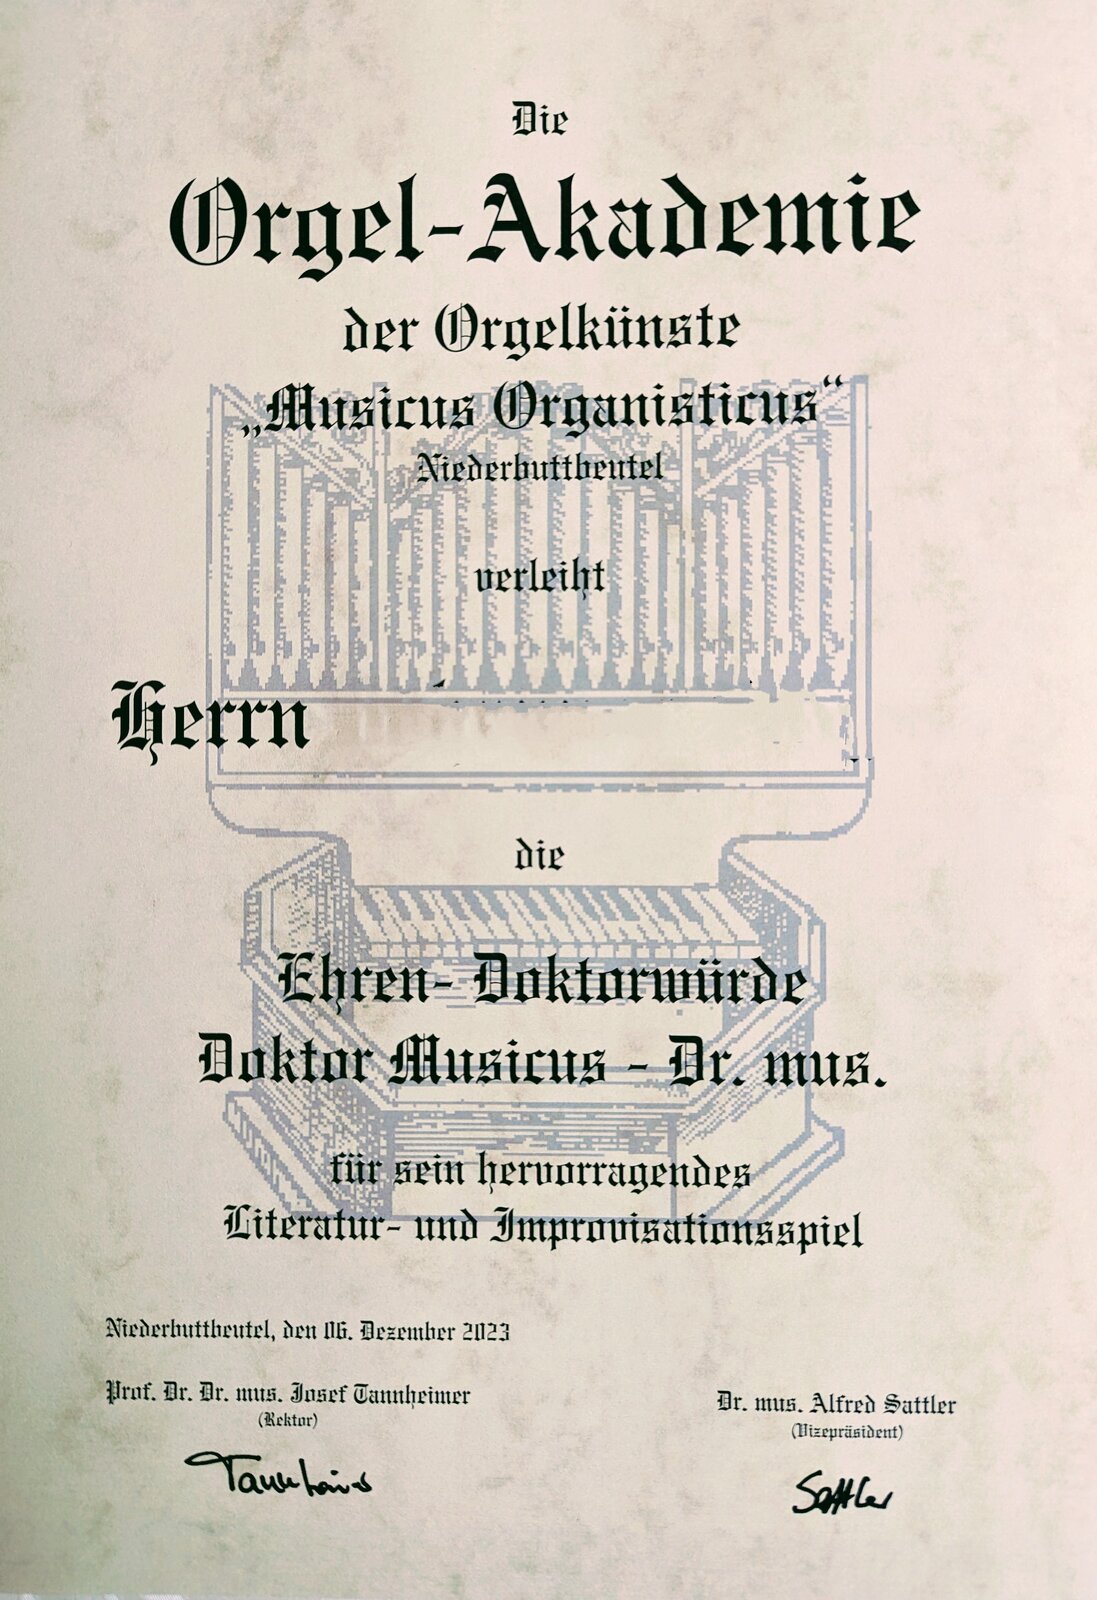 Die
Orgel-Akademie
der Orgelkünste
„Musicus Organisticus“
Niederbuttbeutel
verleiht
Herrn
die
Ehren- Doktorwürde
Doktor Musicus - Dr. mus.
für sein hervorragendes
Literatur- und Improvisationsspiel
Niederbuttbeutel, den 06. Dezember 2023
Prof. Dr. Dr. mus. Josef Tannheimer
(Rektor)
Tannheimer
Dr. mus. Alfred Sattler
(Vizepräsident)
Sattler